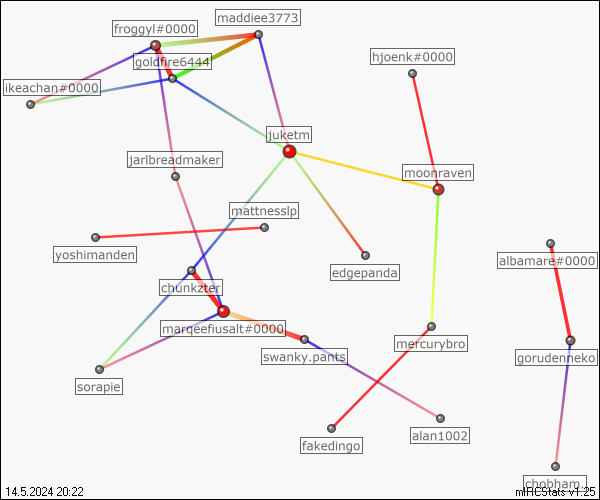 maddiee3773
froggyl#0000
hjoenk#0000
goldfire6444
ikeachan#0000
juketm
jarlbreadmaker
moonraven
mattnesslp
yoshimanden
albamare#0000
edgepanda
chunkzter
marqeefiusalt#0000
mercurybro
swanky.pants
gorudenneko
sorapie
alan1002
fakedingo
chobham_
14.5.2024 20:22
mIRCStats v1.25